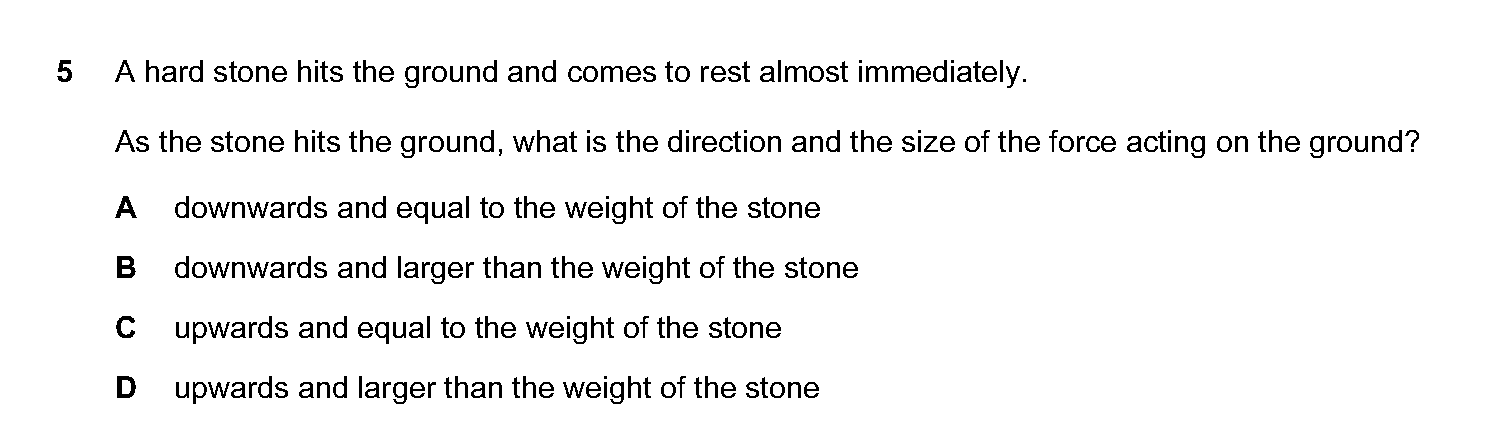 5 A hard stone hits the ground and comes to rest almost immediately.
As the stone hits the ground, what is the direction and the size of the force acting on the ground?
A downwards and equal to the weight of the stone
B downwards and larger than the weight of the stone
C upwards and equal to the weight of the stone
D upwards and larger than the weight of the stone